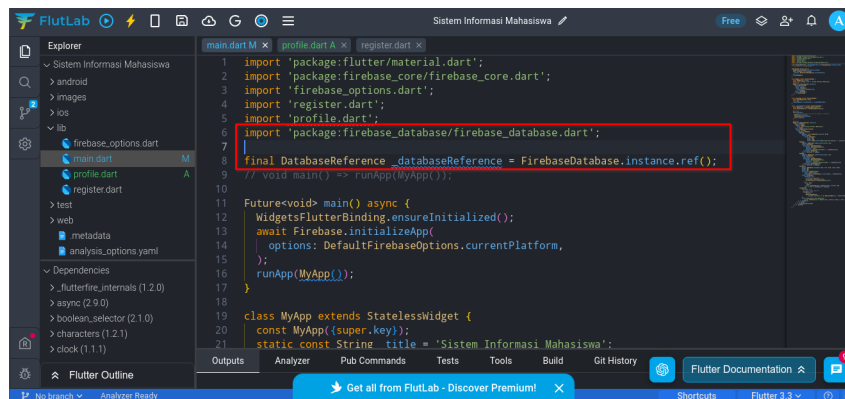 FlutLab
Sistem Informasi Mahasiswa
Free
A
Explorer
Sistem Informasi Mahasiswa
android
images
ios
lib
firebase_options.dart
main.dart M
profile.dart A
register.dart
test
web
.metadata
analysis_options.yaml
Dependencies
_flutterfire_internals (1.2.0)
async (2.9.0)
boolean_selector (2.1.0)
characters (1.2.1)
clock (1.1.1)
Flutter Outline
2
main.dart M × profile.dart A × register.dart ×
1 import 'package:flutter/material.dart';
2 import 'package:firebase_core/firebase_core.dart';
3 import 'firebase_options.dart';
4 import 'register.dart';
5 import 'profile.dart';
6 import 'package:firebase_database/firebase_database.dart';
7
8 final DatabaseReference _databaseReference = FirebaseDatabase.instance.ref();
9 // void main() => runApp(MyApp());
10
11 Future<void> main() async {
12 WidgetsFlutterBinding.ensureInitialized();
13 await Firebase.initializeApp(
14 options: DefaultFirebaseOptions.currentPlatform,
15 );
16 runApp(MyApp());
17 }
18
19 class MyApp extends StatelessWidget {
20 const MyApp({super.key});
21 static const String _title = 'Sistem Informasi Mahasiswa';
Outputs Analyzer Pub Commands Tests Tools Build Git History
Flutter Documentation
Get all from FlutLab - Discover Premium! ×
No branch Analyzer Ready
Shortcuts Flutter 3.3